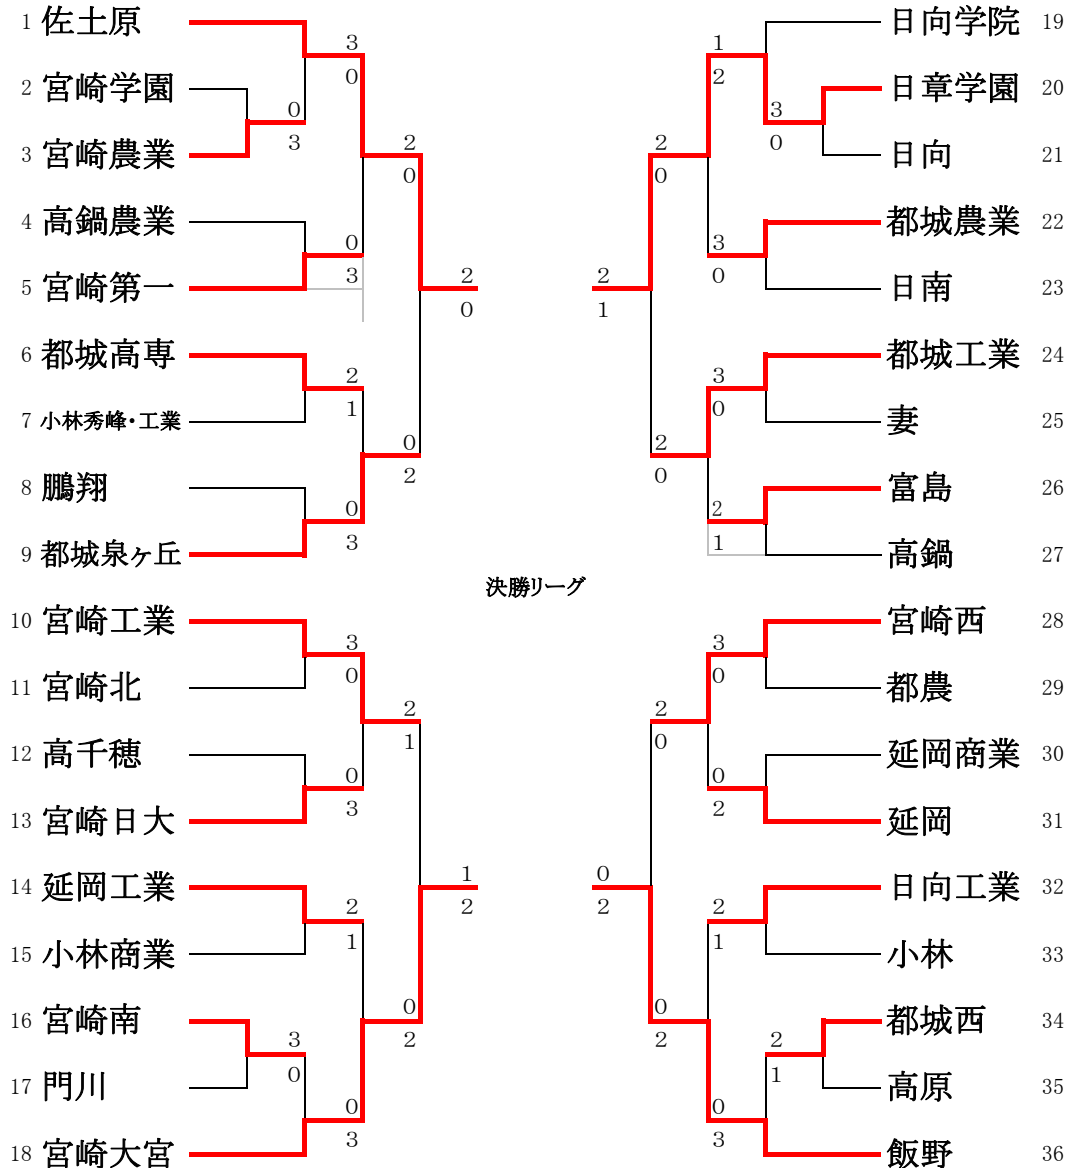 1 佐土原
2 宮崎学園
3 宮崎農業
4 高鍋農業
5 宮崎第一
6 都城高専
7 小林秀峰・工業
8 鵬翔
9 都城泉ヶ丘
10 宮崎工業
11 宮崎北
12 高千穂
13 宮崎日大
14 延岡工業
15 小林商業
16 宮崎南
17 門川
18 宮崎大宮
3
0
0
3
2
0
0
3
2
0
2
1
0
2
0
3
3
0
2
1
0
3
1
2
2
1
0
2
3
0
0
3
決勝リーグ
1
2
3
0
2
0
3
0
2
1
3
0
2
0
2
1
3
0
2
0
0
2
0
2
2
1
0
2
2
1
0
3
日向学院 19
日章学園 20
日向 21
都城農業 22
日南 23
都城工業 24
妻 25
富島 26
高鍋 27
宮崎西 28
都農 29
延岡商業 30
延岡 31
日向工業 32
小林 33
都城西 34
高原 35
飯野 36